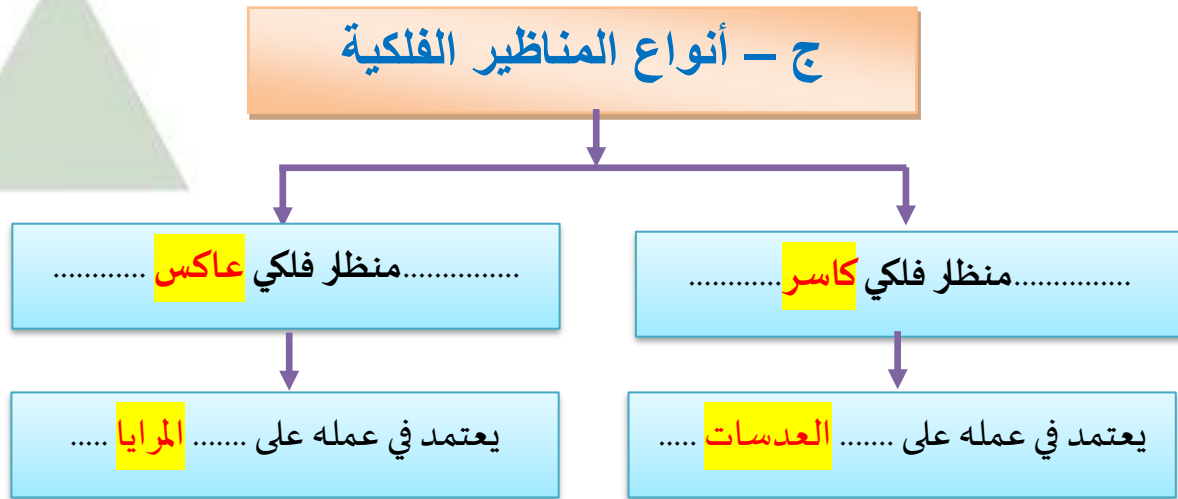 ج – أنواع المناظير الفلكية
...............منظار فلكي كاسر............
...............منظار فلكي عاكس ............
يعتمد في عمله على ....... العدسات .....
يعتمد في عمله على ....... المرايا .....